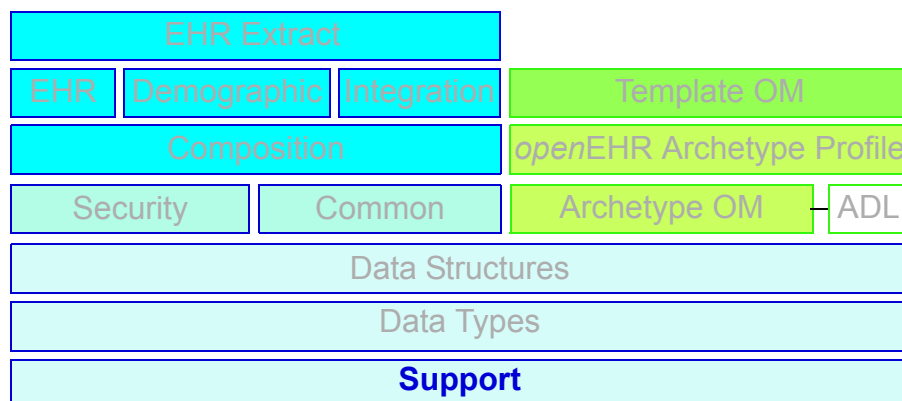 EHR Extract
EHR Demographic Integration Template OM
Composition openEHR Archetype Profile
Security Common Archetype OM ADL
Data Structures
Data Types
Support